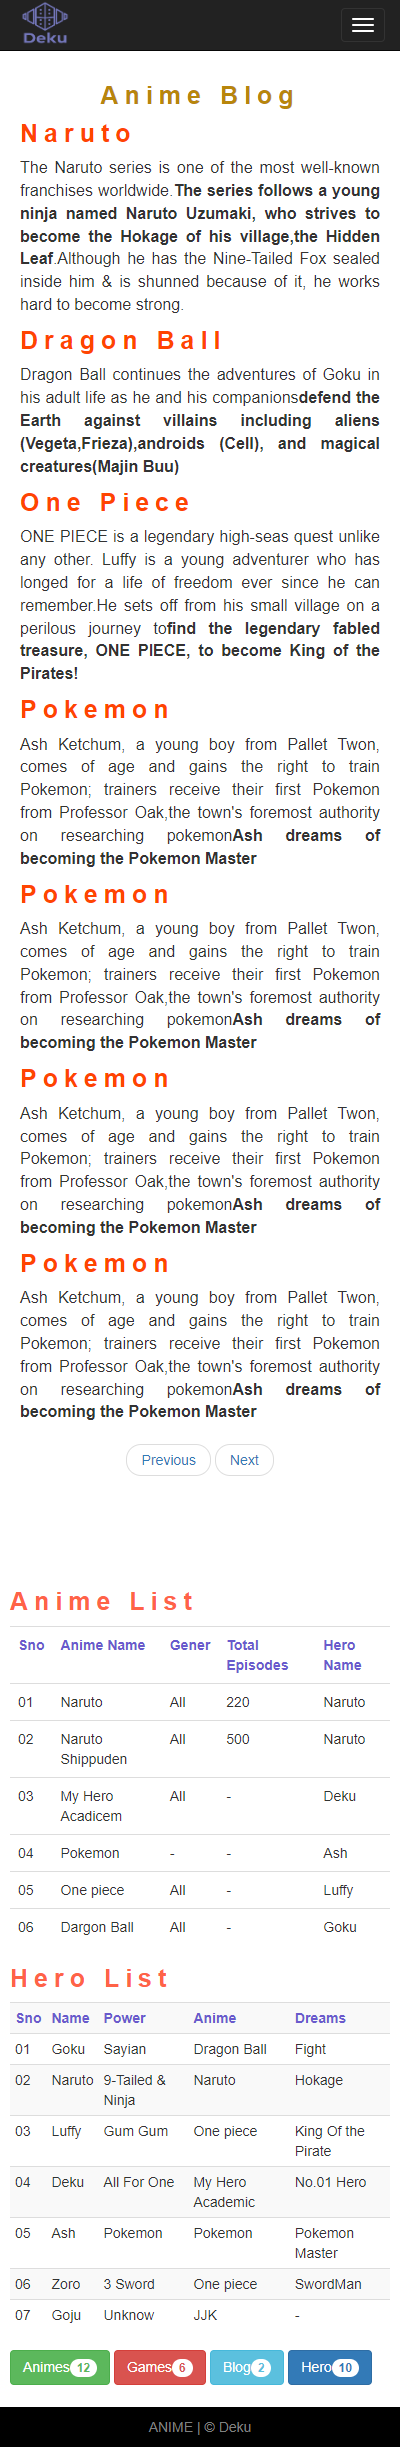 Deku
Anime Blog
Naruto
The Naruto series is one of the most well-known
franchises worldwide.The series follows a young
ninja named Naruto Uzumaki, who strives to
become the Hokage of his village,the Hidden
Leaf.Although he has the Nine-Tailed Fox sealed
inside him & is shunned because of it, he works
hard to become strong.
Dragon Ball
Dragon Ball continues the adventures of Goku in
his adult life as he and his companionsdefend the
Earth against villains including aliens
(Vegeta,Frieza),androids (Cell), and magical
creatures(Majin Buu)
One Piece
ONE PIECE is a legendary high-seas quest unlike
any other. Luffy is a young adventurer who has
longed for a life of freedom ever since he can
remember.He sets off from his small village on a
perilous journey tofind the legendary fabled
treasure, ONE PIECE, to become King of the
Pirates!
Pokemon
Ash Ketchum, a young boy from Pallet Twon,
comes of age and gains the right to train
Pokemon; trainers receive their first Pokemon
from Professor Oak,the town's foremost authority
on researching pokemonAsh dreams of
becoming the Pokemon Master
Pokemon
Ash Ketchum, a young boy from Pallet Twon,
comes of age and gains the right to train
Pokemon; trainers receive their first Pokemon
from Professor Oak,the town's foremost authority
on researching pokemonAsh dreams of
becoming the Pokemon Master
Pokemon
Ash Ketchum, a young boy from Pallet Twon,
comes of age and gains the right to train
Pokemon; trainers receive their first Pokemon
from Professor Oak,the town's foremost authority
on researching pokemonAsh dreams of
becoming the Pokemon Master
Pokemon
Ash Ketchum, a young boy from Pallet Twon,
comes of age and gains the right to train
Pokemon; trainers receive their first Pokemon
from Professor Oak,the town's foremost authority
on researching pokemonAsh dreams of
becoming the Pokemon Master
Previous Next
Anime List
Sno Anime Name Gener Total Episodes Hero Name
01 Naruto All 220 Naruto
02 Naruto Shippuden All 500 Naruto
03 My Hero Acadicem All - Deku
04 Pokemon - - Ash
05 One piece All - Luffy
06 Dargon Ball All - Goku
Hero List
Sno Name Power Anime Dreams
01 Goku Sayian Dragon Ball Fight
02 Naruto 9-Tailed & Ninja Naruto Hokage
03 Luffy Gum Gum One piece King Of the Pirate
04 Deku All For One My Hero Academic No.01 Hero
05 Ash Pokemon Pokemon Pokemon Master
06 Zoro 3 Sword One piece SwordMan
07 Goju Unknow JJK -
Animes 12 Games 6 Blog 2 Hero 10
ANIME | © Deku